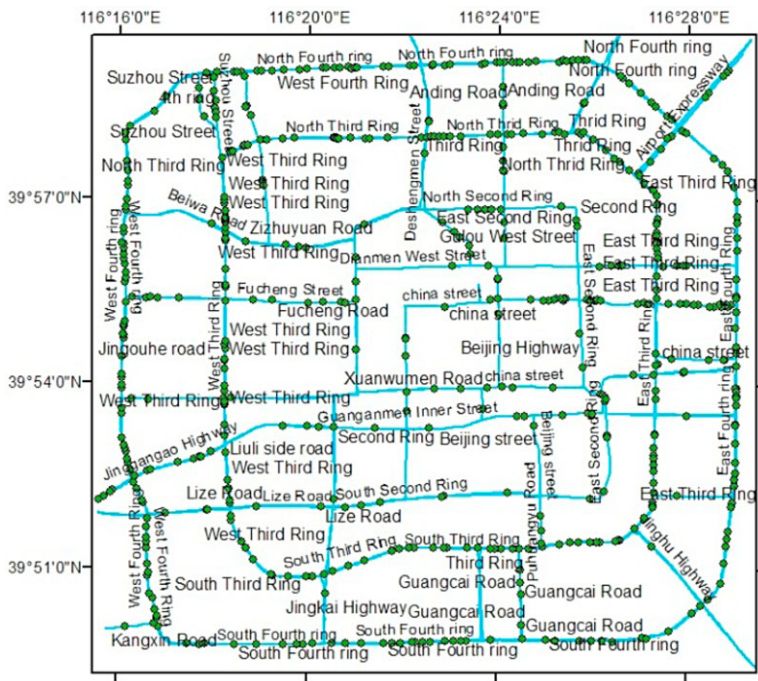 116°16'0"E 116°20'0"E 116°24'0"E 116°28'0"E
North Fourth ring
North Fourth ring
North Fourth ring
Suzhou Street
West Fourth Ring
North Fourth ring
Suzhou Street
4th ring
Anding Road
Anding Road
Airport Expressway
Suzhou Street
North Third Ring
North Third Ring
Thrid Ring
Third Ring
Thrid Ring
North Third Ring
West Third Ring
North Thrid Ring
Deshengmen Street
West Third Ring
East Third Ring
39°57'0"N
West Third Ring
North Second Ring
Second Ring
Beiwa Road
Zizhuyuan Road
East Second Ring
Gulou West Street
West Fourth ring
West Fourth ring
West Third Ring
Dianmen West Street
East Third Ring
East Third Ring
East Second Ring
East Fourth Ring
Fucheng Street
china street
East Third Ring
Fucheng Road
china street
West Third Ring
West Third Ring
East Third Ring
Jingouhe road
West Third Ring
Beijing Highway
china street
39°54'0"N
Xuanwumen Road
china street
West Third Ring
West Third Ring
Guanganmen Inner Street
East Second Ring
East Fourth ring
Jinggangao Highway
Second Ring
Beijing street
Beijing street
Liuli side road
West Third Ring
Lize Road
Lize Road
South Second Ring
East Third Ring
Lize Road
West Fourth Ring
West Fourth Ring
West Third Ring
Jinghu Highway
South Third Ring
South Third Ring
39°51'0"N
Third Ring
South Third Ring
Guangcai Road
Guangcai Road
Jingkai Highway
Guangcai Road
Guangcai Road
Kangxin Road
South Fourth ring
South Fourth ring
South Fourth ring
South Fourth ring
South Fourth ring